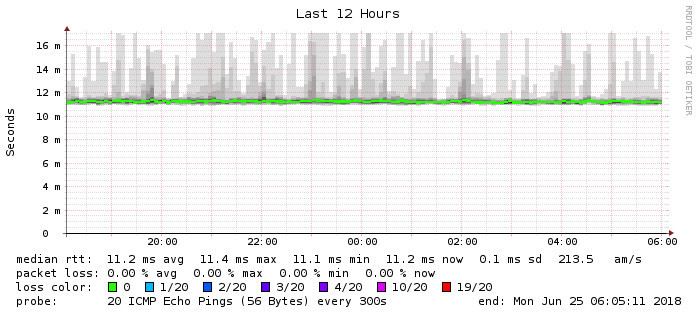 Last 12 Hours
RRDTOOL / TOBI OETIKER
Seconds
16 m
14 m
12 m
10 m
8 m
6 m
4 m
2 m
0
20:00 22:00 00:00 02:00 04:00 06:00
median rtt: 11.2 ms avg 11.4 ms max 11.1 ms min 11.2 ms now 0.1 ms sd 213.5 am/s
packet loss: 0.00 % avg 0.00 % max 0.00 % min 0.00 % now
loss color: 0 1/20 2/20 3/20 4/20 10/20 19/20
probe: 20 ICMP Echo Pings (56 Bytes) every 300s end: Mon Jun 25 06:05:11 2018